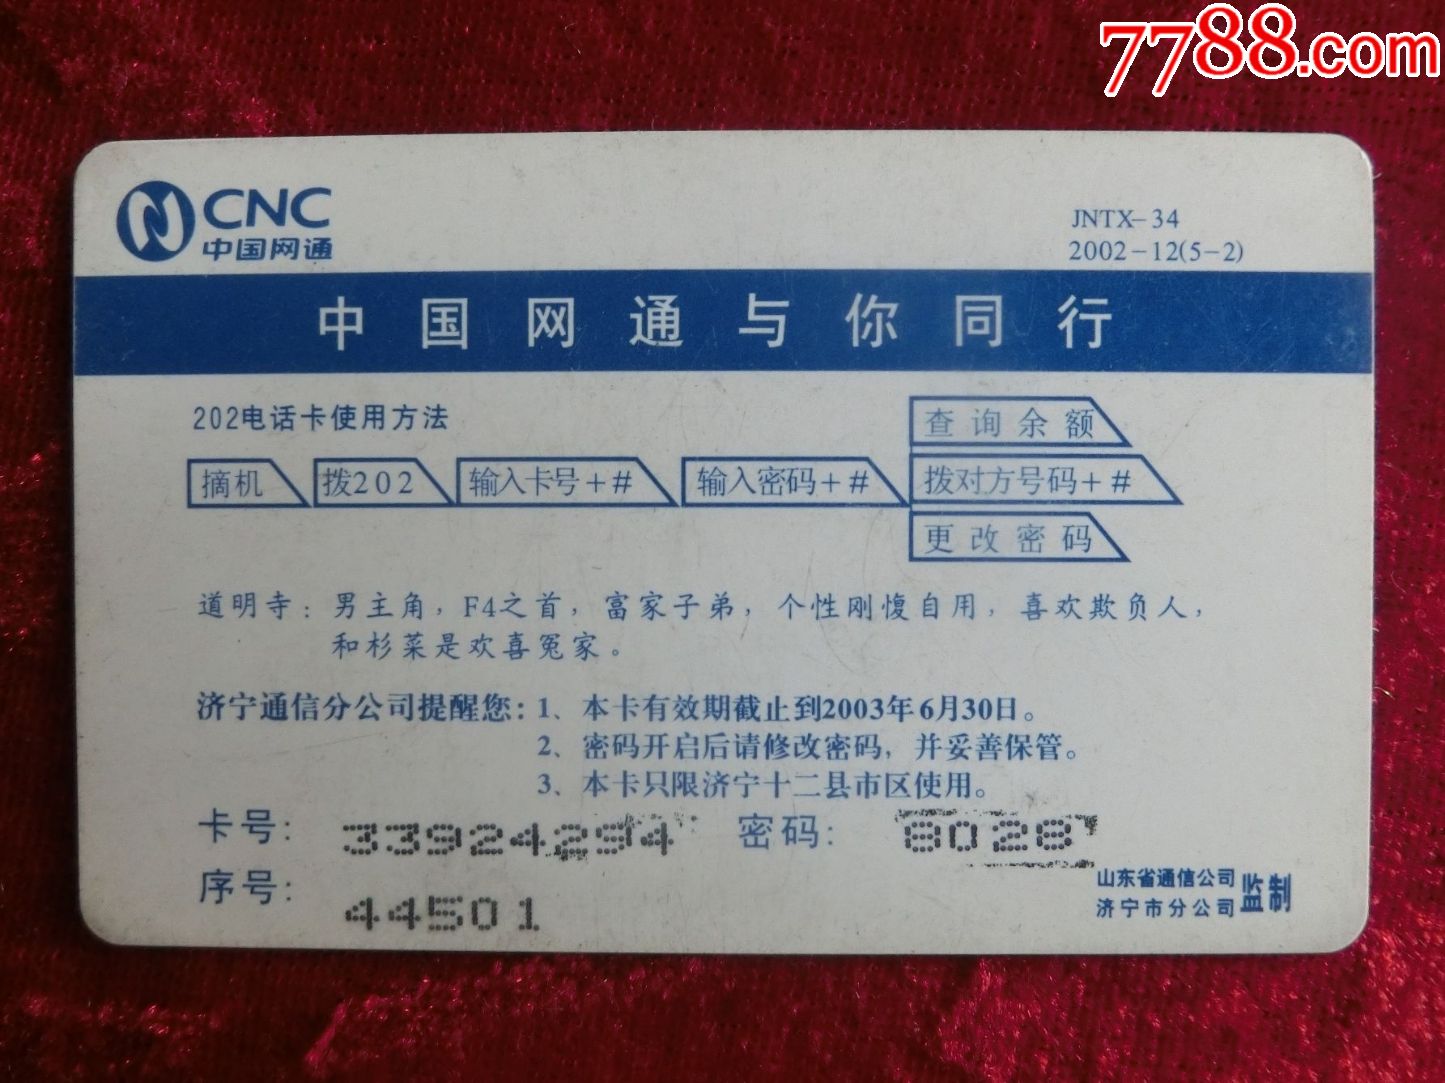 7788.com
CNC
中国网通
JNTX-34
2002-12(5-2)
中国网通与你同行
202电话卡使用方法
查询余额
摘机 拨202 输入卡号+# 输入密码+# 拨对方号码+#
更改密码
道明寺：男主角，F4之首，富家子弟，个性刚愎自用，喜欢欺负人，
和杉菜是欢喜冤家。
济宁通信分公司提醒您：1、本卡有效期截止到2003年6月30日。
2、密码开启后请修改密码，并妥善保管。
3、本卡只限济宁十二县市区使用。
卡号：33924294 密码：8028
序号：44501
山东省通信公司
济宁市分公司 监制